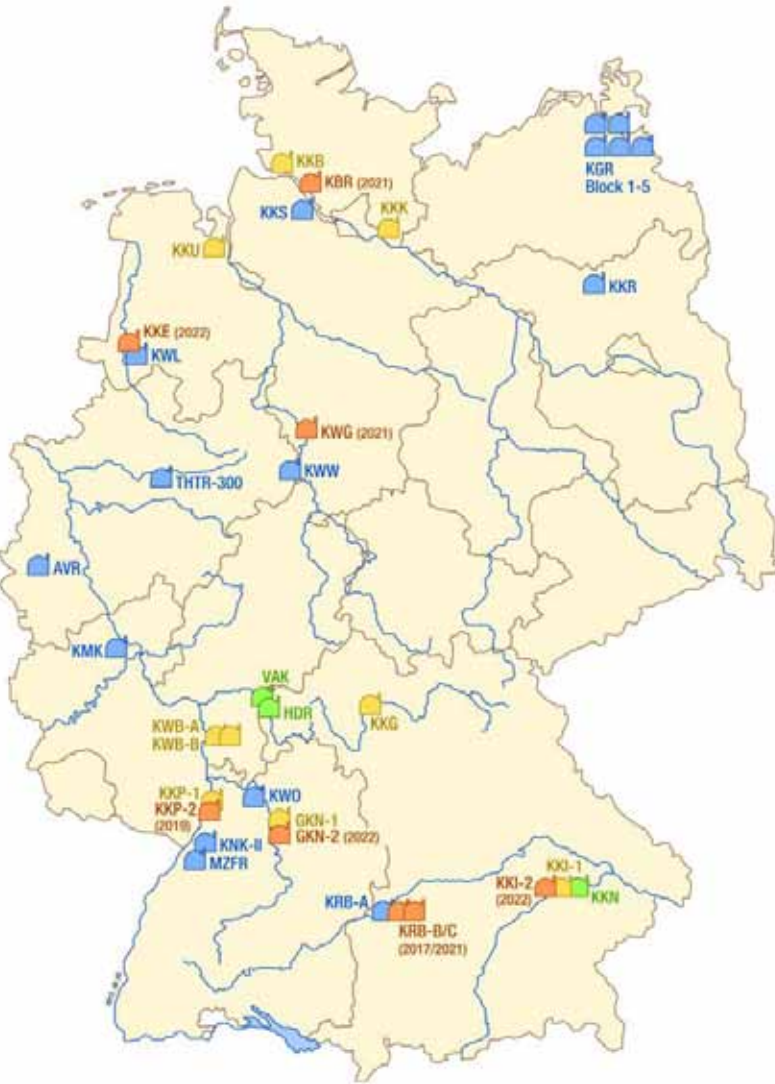 KKB
KBR (2021)
KGR
Block 1-5
KKS
KKK
KKU
KKR
KKE (2022)
KWL
KWG (2021)
KWW
THTR-300
AVR
KMK
VAK
HDR
KKG
KWB-A
KWB-B
KKP-1
KKP-2
(2019)
KWO
GKN-1
GKN-2 (2022)
KNK-II
MZFR
KRB-A
KRB-B/C
(2017/2021)
KKI-1
KKI-2
(2022)
KKN